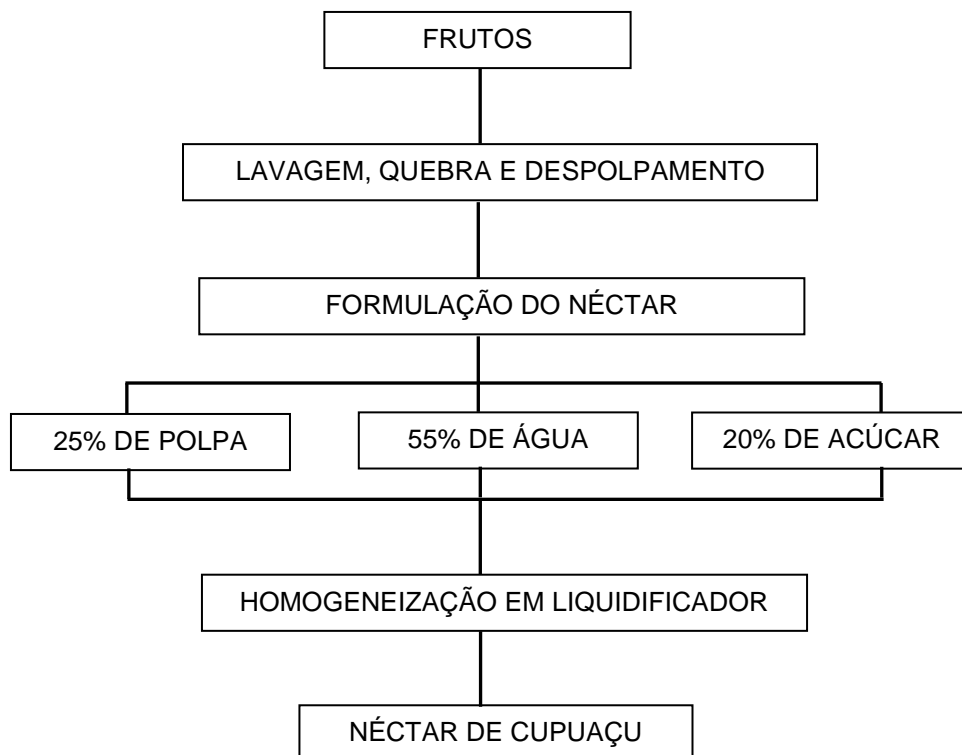 FRUTOS
LAVAGEM, QUEBRA E DESPOLPAMENTO
FORMULAÇÃO DO NÉCTAR
25% DE POLPA
55% DE ÁGUA
20% DE ACÚCAR
HOMOGENEIZAÇÃO EM LIQUIDIFICADOR
NÉCTAR DE CUPUAÇU